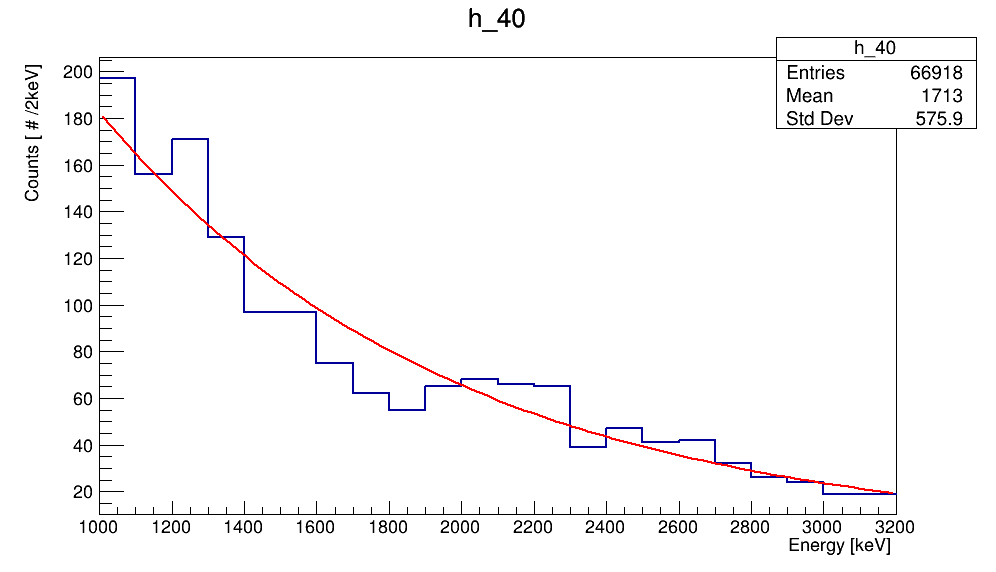 h_40
h_40
Entries 66918
Mean 1713
Std Dev 575.9
Counts [ # /2keV]
200
180
160
140
120
100
80
60
40
20
1000 1200 1400 1600 1800 2000 2200 2400 2600 2800 3000 3200
Energy [keV]